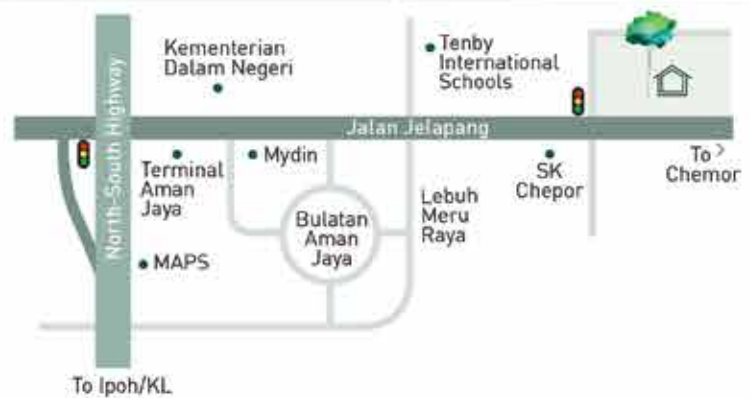 Kementerian
Dalam Negeri
Tenby
International
Schools
North-South Highway
Jalan Jelapang
Terminal
Aman
Jaya
Mydin
SK
Chepor
To >
Chemor
Lebuh
Meru
Raya
Bulatan
Aman
Jaya
MAPS
To Ipoh/KL